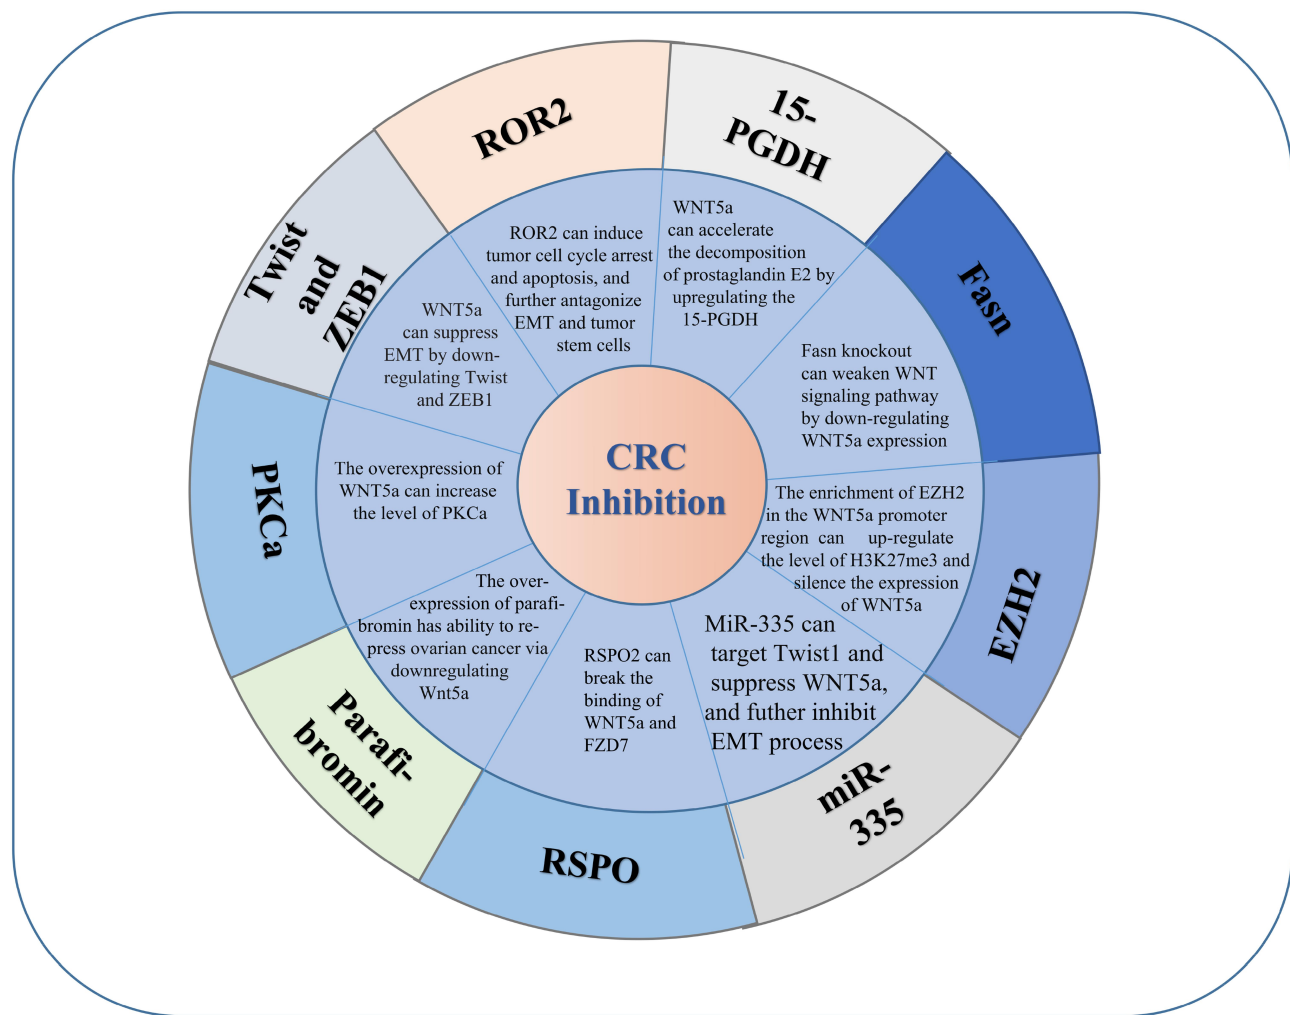 ROR2
15-
PGDH
Fasn
EZH2
miR-
335
RSPO
Parafi-
bromin
PKCa
Twist
and
ZEB1
ROR2 can induce
tumor cell cycle arrest
and apoptosis, and
further antagonize
EMT and tumor
stem cells
WNT5a
can accelerate
the decomposition
of prostaglandin E2 by
upregulating the
15-PGDH
Fasn knockout
can weaken WNT
signaling pathway
by down-regulating
WNT5a expression
The enrichment of EZH2
in the WNT5a promoter
region can up-regulate
the level of H3K27me3 and
silence the expression
of WNT5a
MiR-335 can
target Twist1 and
suppress WNT5a,
and futher inhibit
EMT process
RSPO2 can
break the
binding of
WNT5a and
FZD7
The over-
expression of parafi-
bromin has ability to re-
press ovarian cancer via
downregulating
Wnt5a
The overexpression of
WNT5a can increase
the level of PKCa
WNT5a
can suppress
EMT by down-
regulating Twist
and ZEB1
CRC
Inhibition